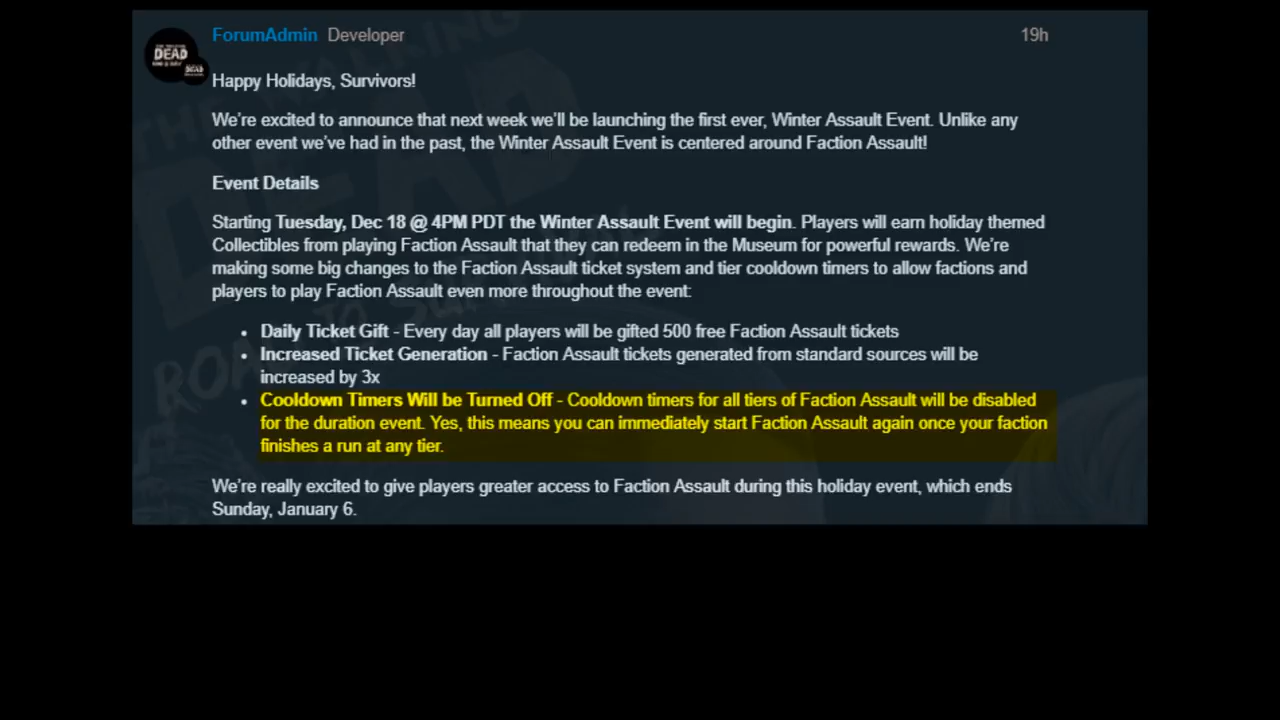 ForumAdmin Developer 19h
Happy Holidays, Survivors!
We're excited to announce that next week we'll be launching the first ever, Winter Assault Event. Unlike any
other event we've had in the past, the Winter Assault Event is centered around Faction Assault!
Event Details
Starting Tuesday, Dec 18 @ 4PM PDT the Winter Assault Event will begin. Players will earn holiday themed
Collectibles from playing Faction Assault that they can redeem in the Museum for powerful rewards. We're
making some big changes to the Faction Assault ticket system and tier cooldown timers to allow factions and
players to play Faction Assault even more throughout the event:
• Daily Ticket Gift - Every day all players will be gifted 500 free Faction Assault tickets
• Increased Ticket Generation - Faction Assault tickets generated from standard sources will be
increased by 3x
• Cooldown Timers Will be Turned Off - Cooldown timers for all tiers of Faction Assault will be disabled
for the duration event. Yes, this means you can immediately start Faction Assault again once your faction
finishes a run at any tier.
We're really excited to give players greater access to Faction Assault during this holiday event, which ends
Sunday, January 6.
THE WALKING
DEAD
ROAD TO SURVIVAL
DEAD